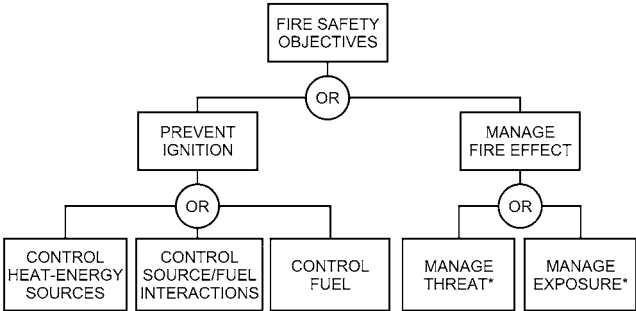 FIRE SAFETY
OBJECTIVES
OR
PREVENT
IGNITION
MANAGE
FIRE EFFECT
OR
OR
CONTROL
HEAT-ENERGY
SOURCES
CONTROL
SOURCE/FUEL
INTERACTIONS
CONTROL
FUEL
MANAGE
THREAT*
MANAGE
EXPOSURE*